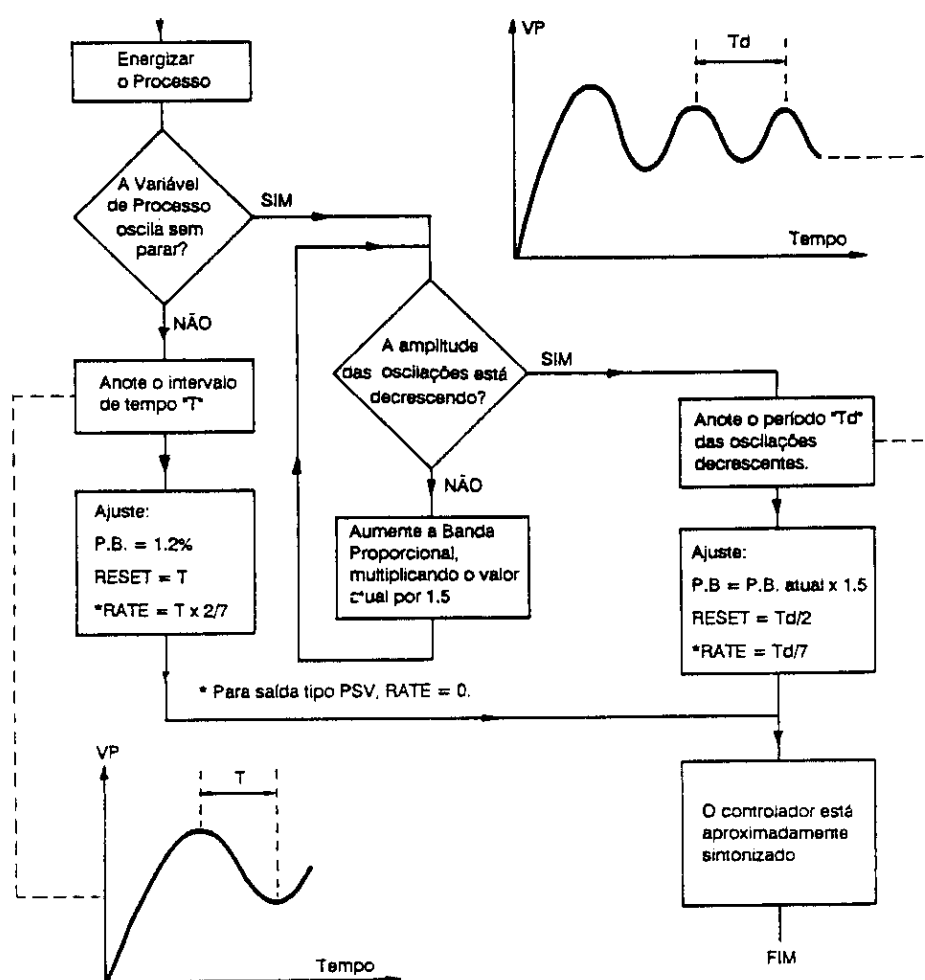 Energizar
o Processo
A Variável
de Processo
oscila sem
parar?
SIM
NÃO
Anote o intervalo
de tempo "T"
Ajuste:
P.B. = 1.2%
RESET = T
*RATE = T x 2/7
A amplitude
das oscilações está
decrescendo?
SIM
NÃO
Aumente a Banda
Proporcional,
multiplicando o valor
por 1.5
VP
Td
Tempo
Anote o período "Td"
das oscilações
decrescentes.
Ajuste:
P.B = P.B. atual x 1.5
RESET = Td/2
*RATE = Td/7
* Para saída tipo PSV, RATE = 0.
VP
T
Tempo
O controlador está
aproximadamente
sintonizado
FIM